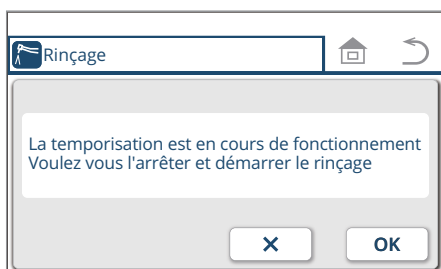 Rinçage
La temporisation est en cours de fonctionnement
Voulez vous l'arrêter et démarrer le rinçage
OK